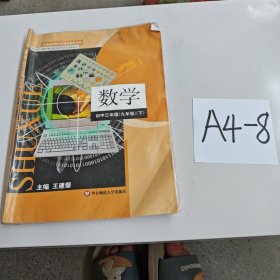 数学
初中三年级(九年级)(下)
SHUXUE
主编 王建磐
华东师范大学出版社
A4-8